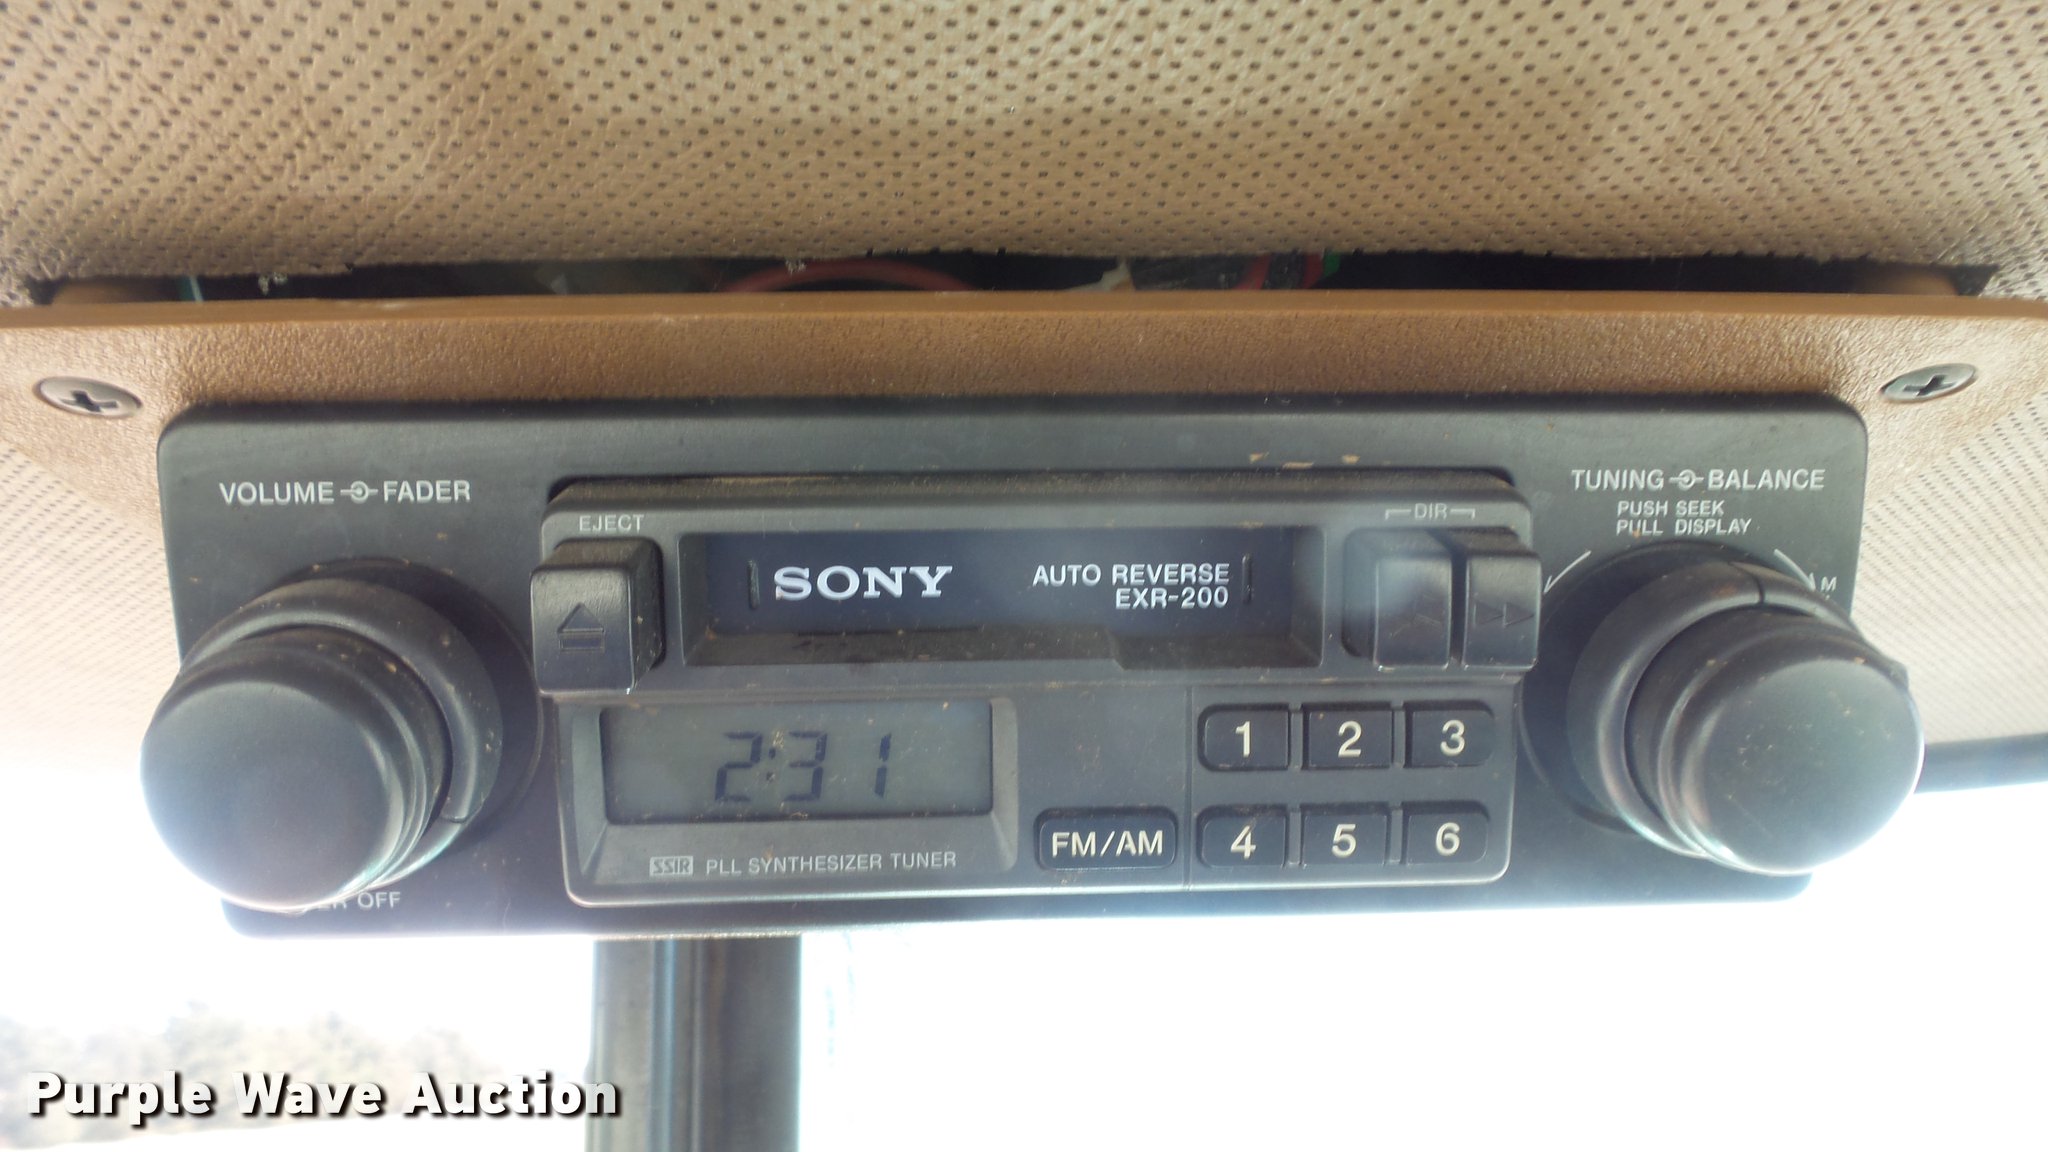 VOLUME FADER
TUNING BALANCE
PUSH SEEK
PULL DISPLAY
EJECT
DIR
SONY
AUTO REVERSE
EXR-200
2:31
1 2 3
FM/AM
4 5 6
SSIR PLL SYNTHESIZER TUNER
OFF
Purple Wave Auction